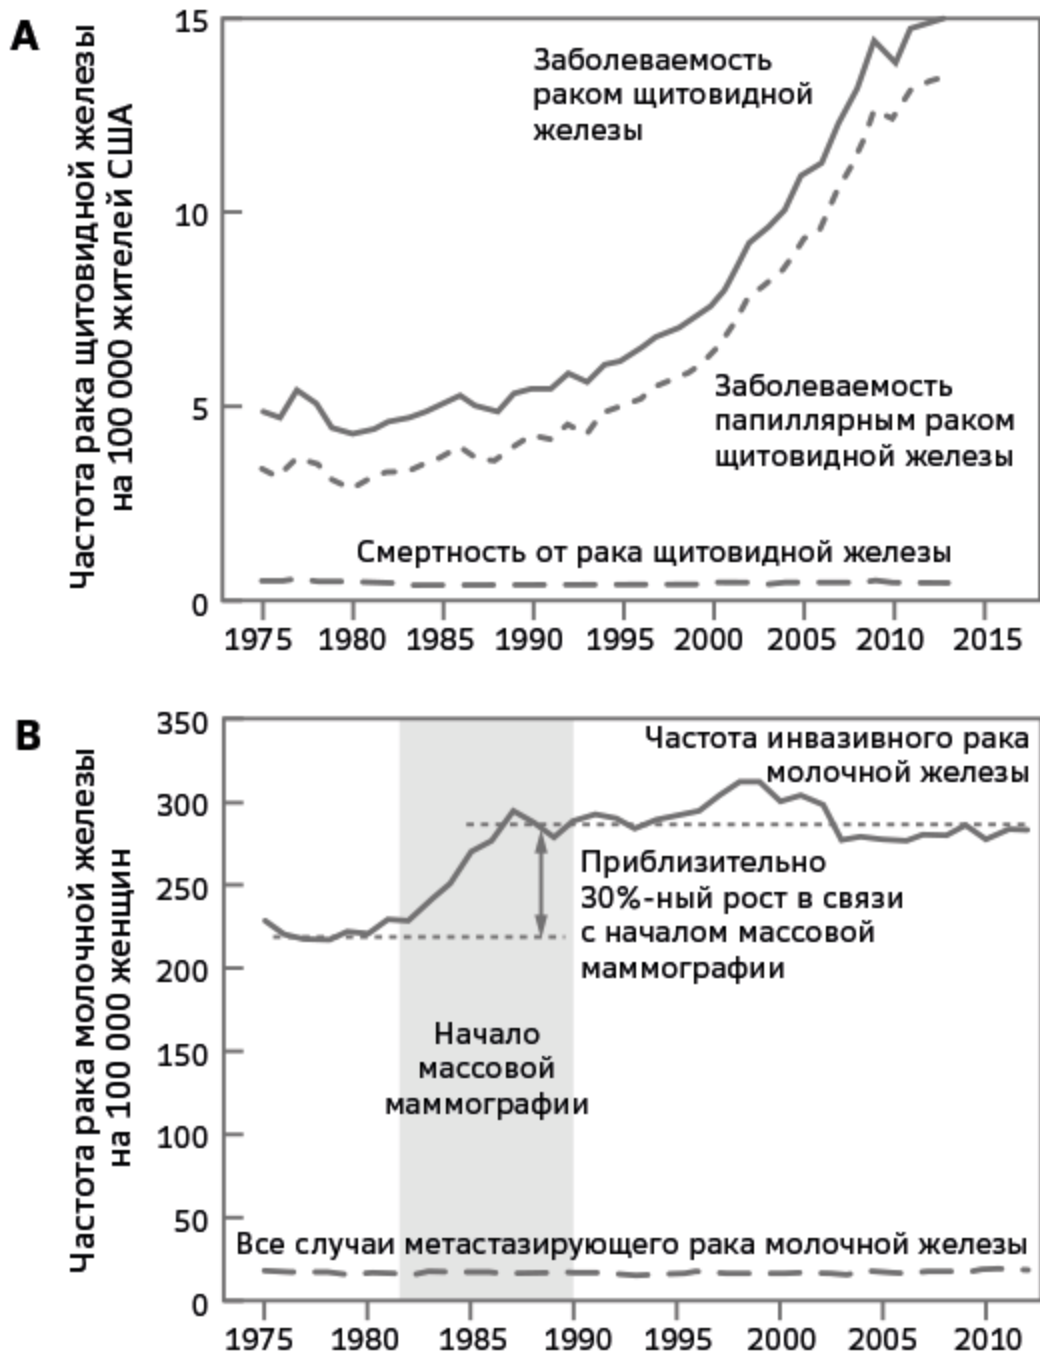 A
Частота рака щитовидной железы
на 100 000 жителей США
15
10
5
0
Заболеваемость
раком щитовидной
железы
Заболеваемость
папиллярным раком
щитовидной железы
Смертность от рака щитовидной железы
1975 1980 1985 1990 1995 2000 2005 2010 2015
B
Частота рака молочной железы
на 100 000 женщин
350
300
250
200
150
100
50
0
Частота инвазивного рака
молочной железы
Приблизительно
30%-ный рост в связи
с началом массовой
маммографии
Начало
массовой
маммографии
Все случаи метастазирующего рака молочной железы
1975 1980 1985 1990 1995 2000 2005 2010